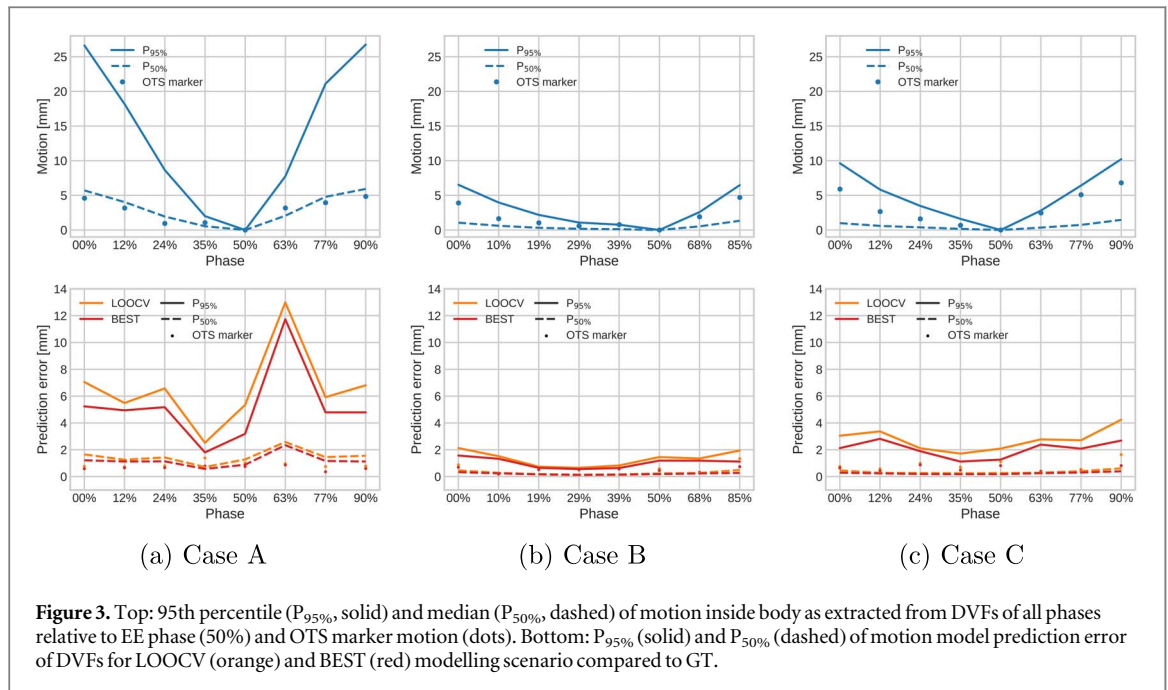 25
20
15
10
5
0
Motion [mm]
P95%
P50%
OTS marker
00% 12% 24% 35% 50% 63% 77% 90%
Phase
25
20
15
10
5
0
Motion [mm]
P95%
P50%
OTS marker
00% 10% 19% 29% 39% 50% 68% 85%
Phase
25
20
15
10
5
0
Motion [mm]
P95%
P50%
OTS marker
00% 12% 24% 35% 50% 63% 77% 90%
Phase
14
12
10
8
6
4
2
0
Prediction error [mm]
LOOCV P95%
BEST P50%
OTS marker
00% 12% 24% 35% 50% 63% 77% 90%
Phase
14
12
10
8
6
4
2
0
Prediction error [mm]
LOOCV P95%
BEST P50%
OTS marker
00% 10% 19% 29% 39% 50% 68% 85%
Phase
14
12
10
8
6
4
2
0
Prediction error [mm]
LOOCV P95%
BEST P50%
OTS marker
00% 12% 24% 35% 50% 63% 77% 90%
Phase
(a) Case A
(b) Case B
(c) Case C
Figure 3. Top: 95th percentile (P95%, solid) and median (P50%, dashed) of motion inside body as extracted from DVFs of all phases
relative to EE phase (50%) and OTS marker motion (dots). Bottom: P95% (solid) and P50% (dashed) of motion model prediction error
of DVFs for LOOCV (orange) and BEST (red) modelling scenario compared to GT.